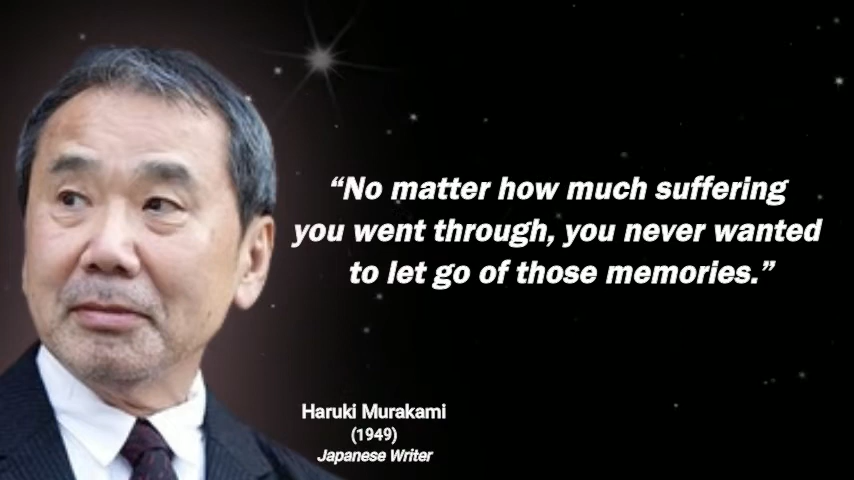 “No matter how much suffering
you went through, you never wanted
to let go of those memories.”
Haruki Murakami
(1949)
Japanese Writer